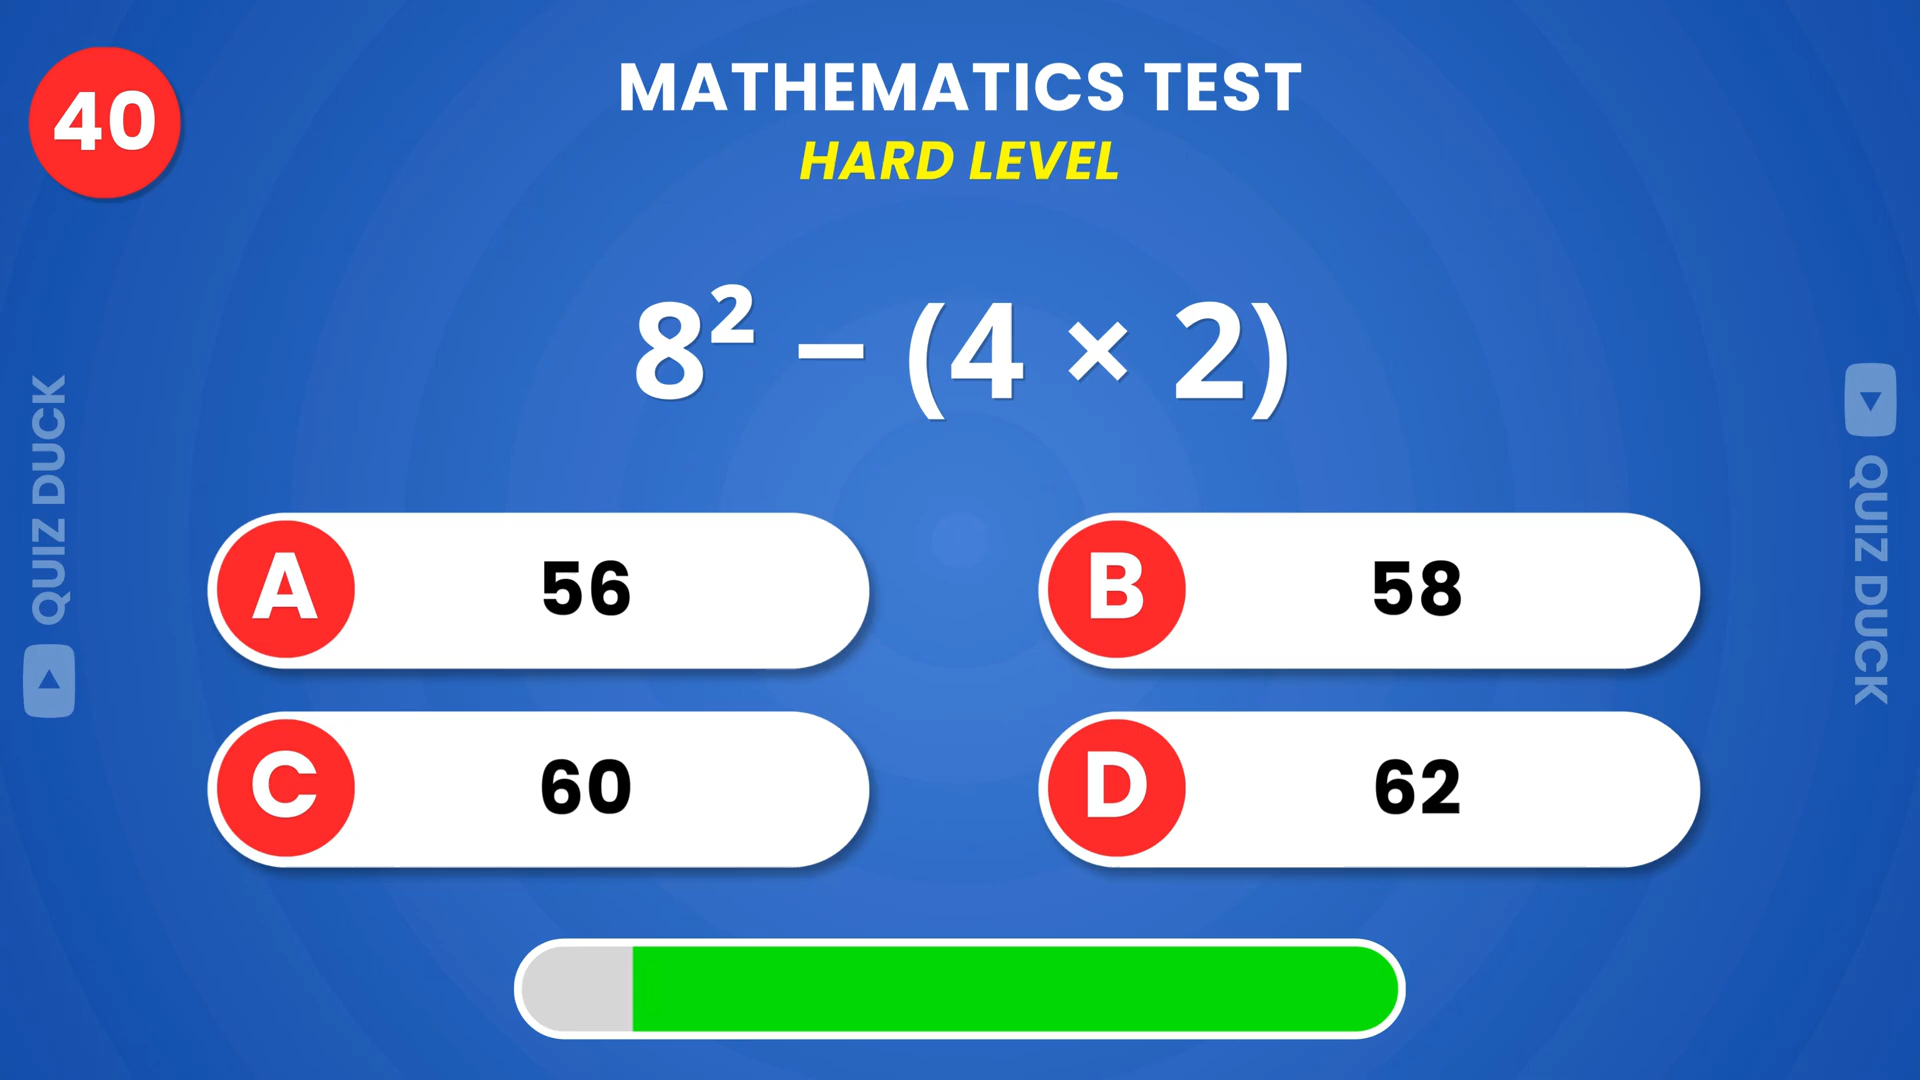 40
MATHEMATICS TEST
HARD LEVEL
8² − (4 × 2)
A 56
B 58
C 60
D 62
QUIZ DUCK
QUIZ DUCK